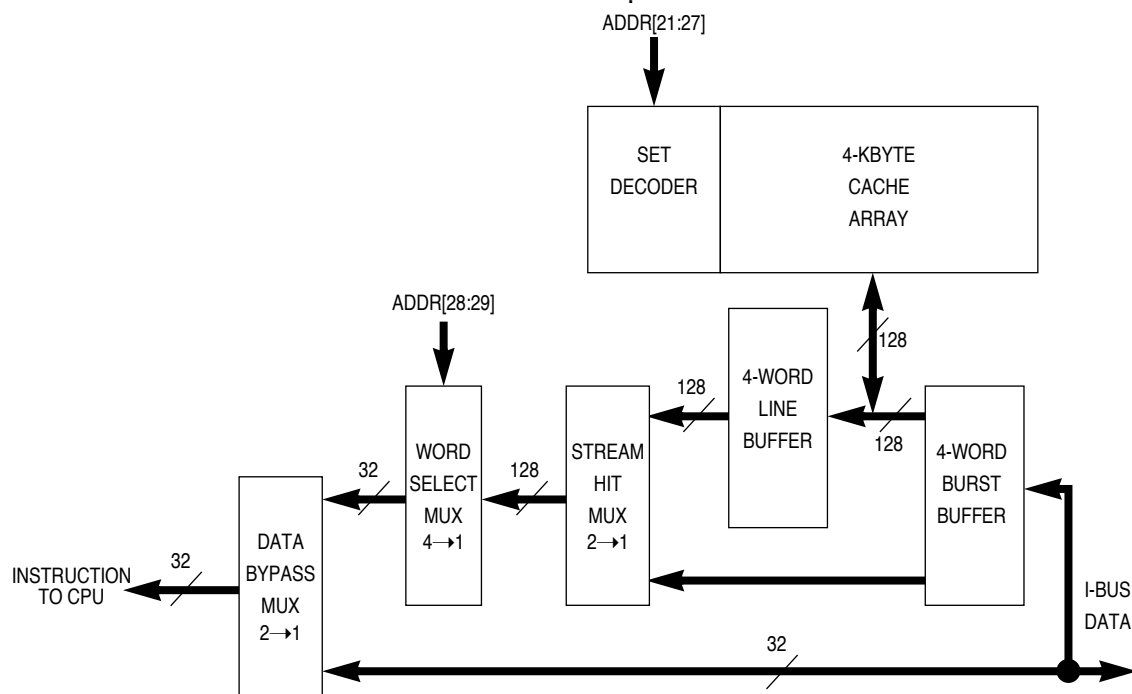 ADDR[21:27]
SET
DECODER
4-KBYTE
CACHE
ARRAY
ADDR[28:29]
128
4-WORD
LINE
BUFFER
128
128
4-WORD
BURST
BUFFER
STREAM
HIT
MUX
2→1
128
WORD
SELECT
MUX
4→1
32
DATA
BYPASS
MUX
2→1
32
INSTRUCTION
TO CPU
I-BUS
DATA
32